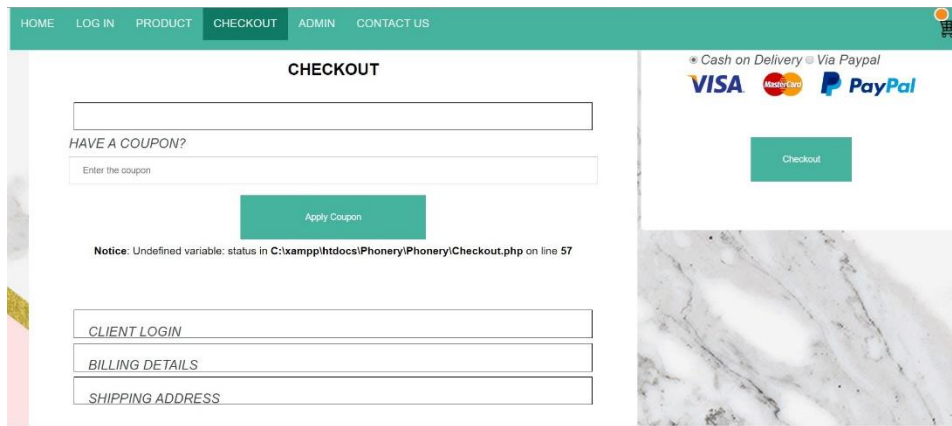 HOME LOG IN PRODUCT CHECKOUT ADMIN CONTACT US
CHECKOUT
HAVE A COUPON?
Enter the coupon
Apply Coupon
Notice: Undefined variable: status in C:\xampp\htdocs\Phonery\Phonery\Checkout.php on line 57
CLIENT LOGIN
BILLING DETAILS
SHIPPING ADDRESS
Cash on Delivery Via Paypal
VISA MasterCard PayPal
Checkout